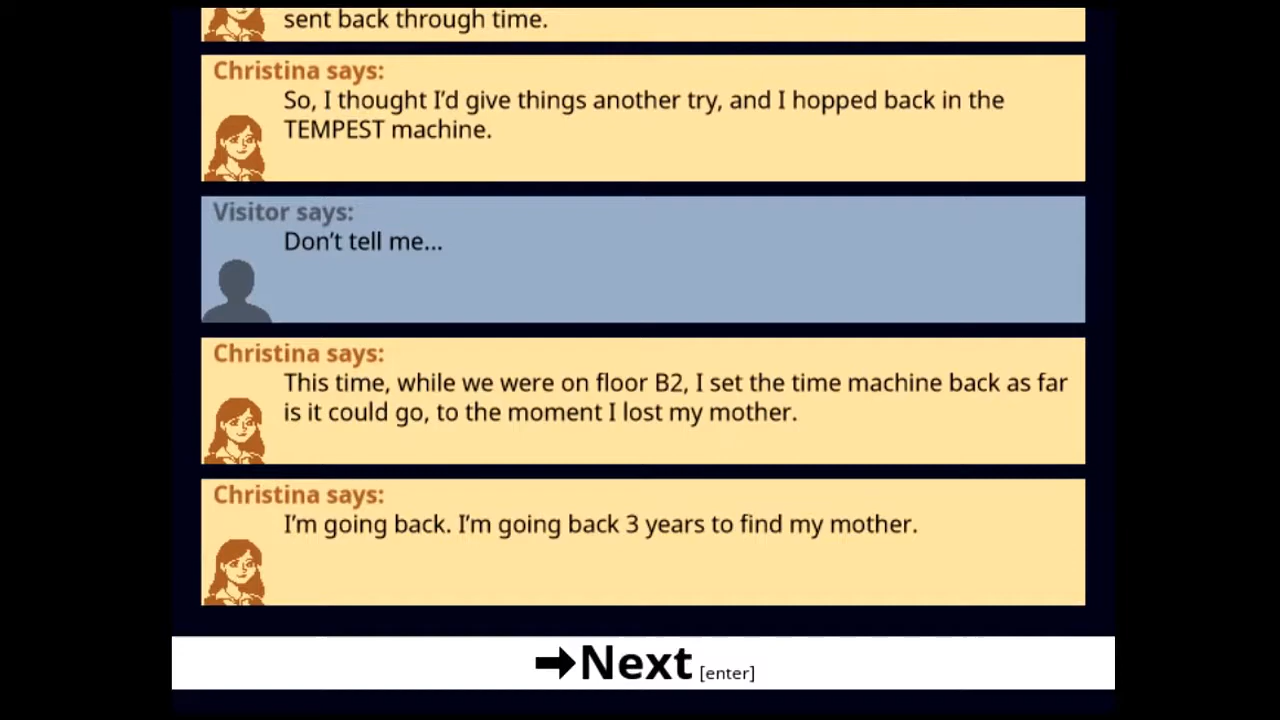 sent back through time.
Christina says:
So, I thought I’d give things another try, and I hopped back in the
TEMPEST machine.
Visitor says:
Don’t tell me...
Christina says:
This time, while we were on floor B2, I set the time machine back as far
is it could go, to the moment I lost my mother.
Christina says:
I’m going back. I’m going back 3 years to find my mother.
➡Next [enter]